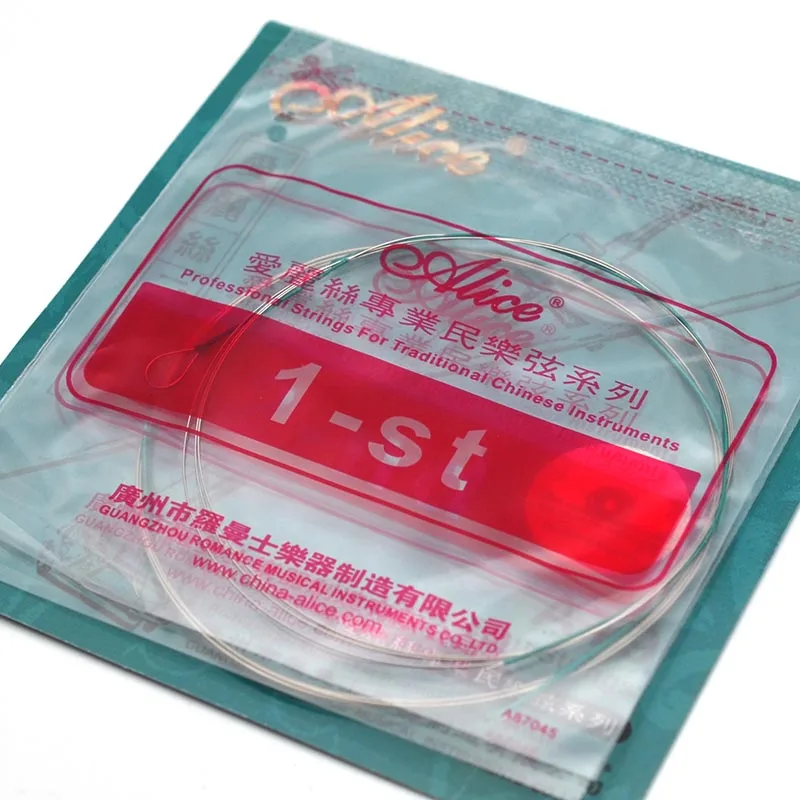 Alice
Alice®
愛麗絲專業民樂弦系列
Professional Strings For Traditional Chinese Instruments
1-st
廣州市羅曼士樂器制造有限公司
GUANGZHOU ROMANCE MUSICAL INSTRUMENTS CO.,LTD
www.china-alice.com
A87045